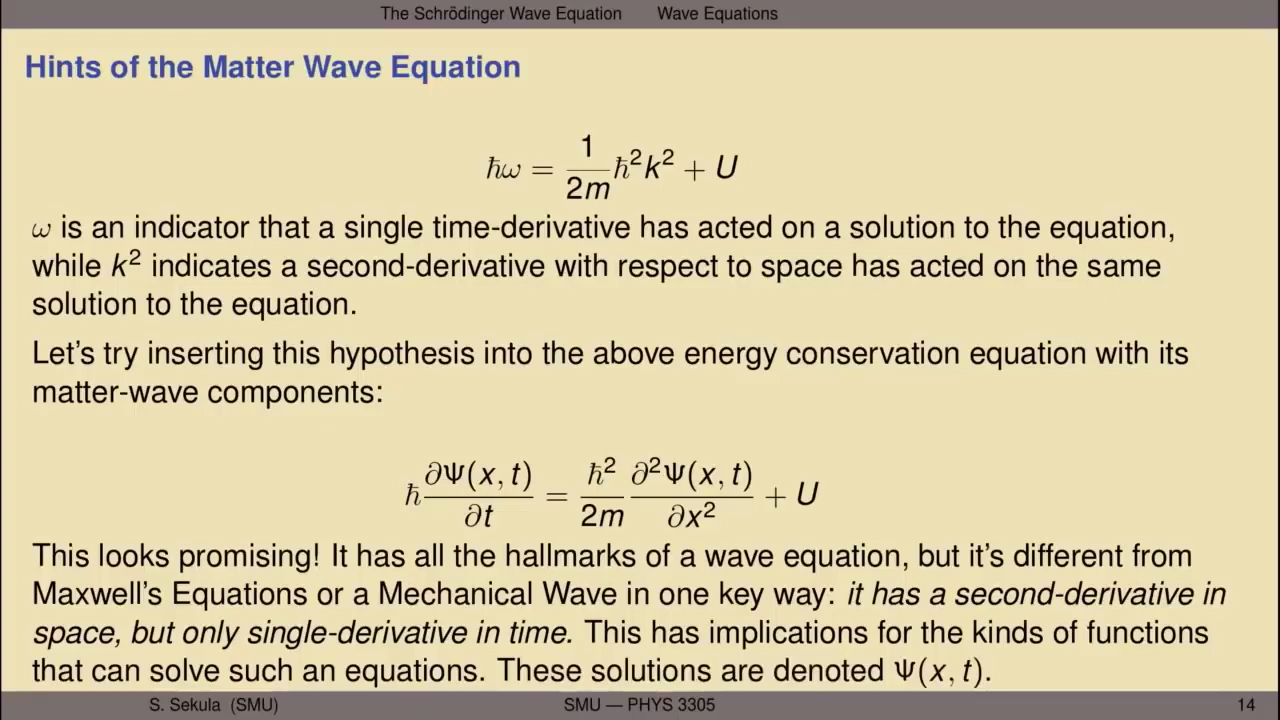 The Schrödinger Wave Equation Wave Equations
Hints of the Matter Wave Equation
ħω = 1/2m ħ²k² + U
ω is an indicator that a single time-derivative has acted on a solution to the equation,
while k² indicates a second-derivative with respect to space has acted on the same
solution to the equation.
Let's try inserting this hypothesis into the above energy conservation equation with its
matter-wave components:
ħ ∂Ψ(x, t)/∂t = ħ²/2m ∂²Ψ(x, t)/∂x² + U
This looks promising! It has all the hallmarks of a wave equation, but it's different from
Maxwell's Equations or a Mechanical Wave in one key way: it has a second-derivative in
space, but only single-derivative in time. This has implications for the kinds of functions
that can solve such an equations. These solutions are denoted Ψ(x, t).
S. Sekula (SMU) SMU — PHYS 3305 14